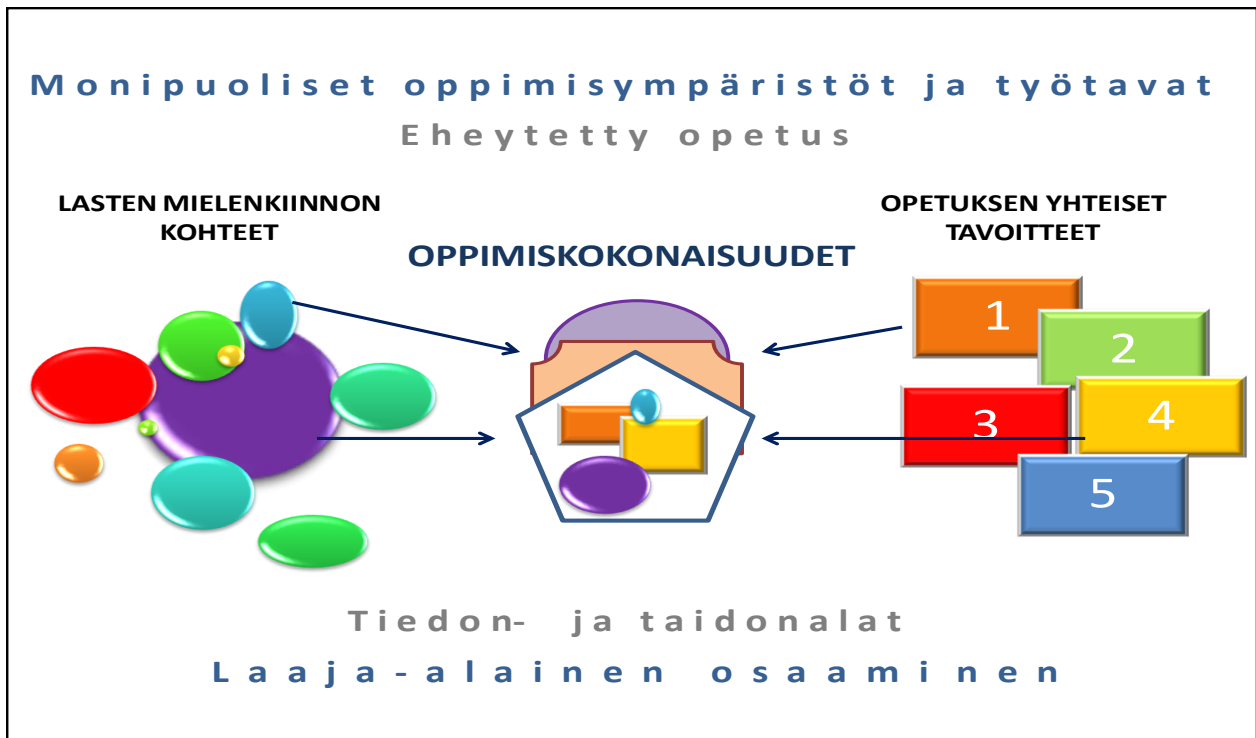 Monipuoliset oppimisympäristöt ja työtavat
Eheytetty opetus
LASTEN MIELENKIINNON
KOHTEET
OPPIMISKOKONAISUUDET
OPETUKSEN YHTEISET
TAVOITTEET
1
2
3
4
5
Tiedon- ja taidonalat
Laaja-alainen osaaminen